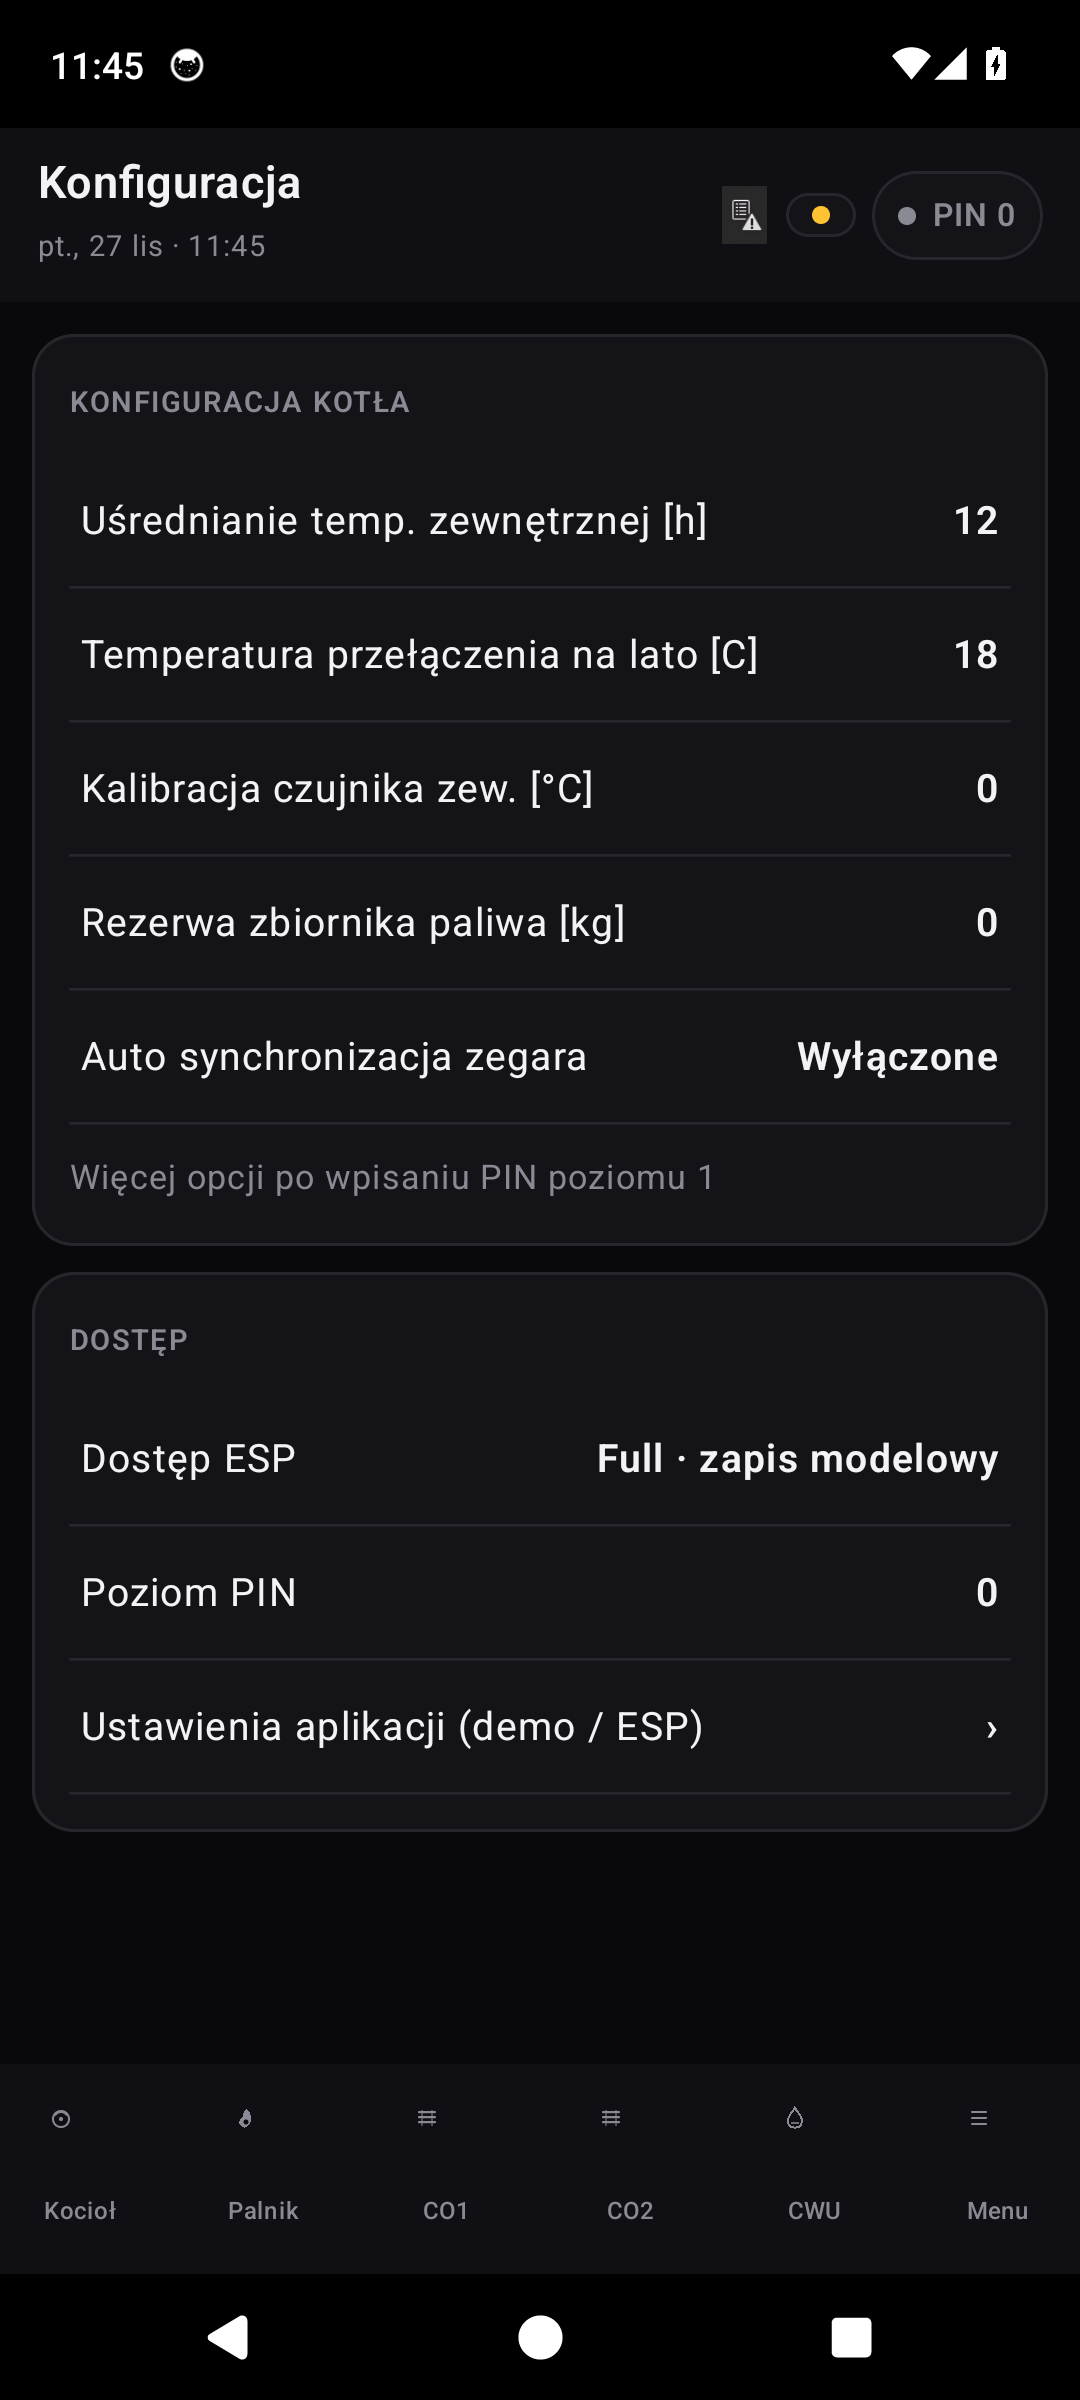 11:45
Konfiguracja
pt., 27 lis · 11:45
PIN 0
KONFIGURACJA KOTŁA
Uśrednianie temp. zewnętrznej [h] 12
Temperatura przełączenia na lato [C] 18
Kalibracja czujnika zew. [°C] 0
Rezerwa zbiornika paliwa [kg] 0
Auto synchronizacja zegara Wyłączone
Więcej opcji po wpisaniu PIN poziomu 1
DOSTĘP
Dostęp ESP Full · zapis modelowy
Poziom PIN 0
Ustawienia aplikacji (demo / ESP) ›
Kocioł Palnik CO1 CO2 CWU Menu